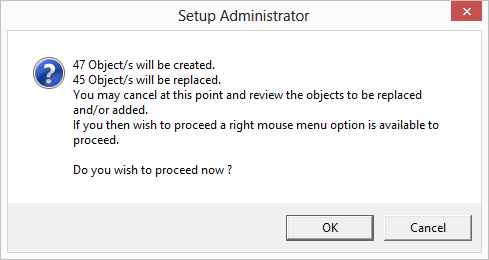 Setup Administrator
47 Object/s will be created.
45 Object/s will be replaced.
You may cancel at this point and review the objects to be replaced
and/or added.
If you then wish to proceed a right mouse menu option is available to
proceed.
Do you wish to proceed now ?
OK
Cancel